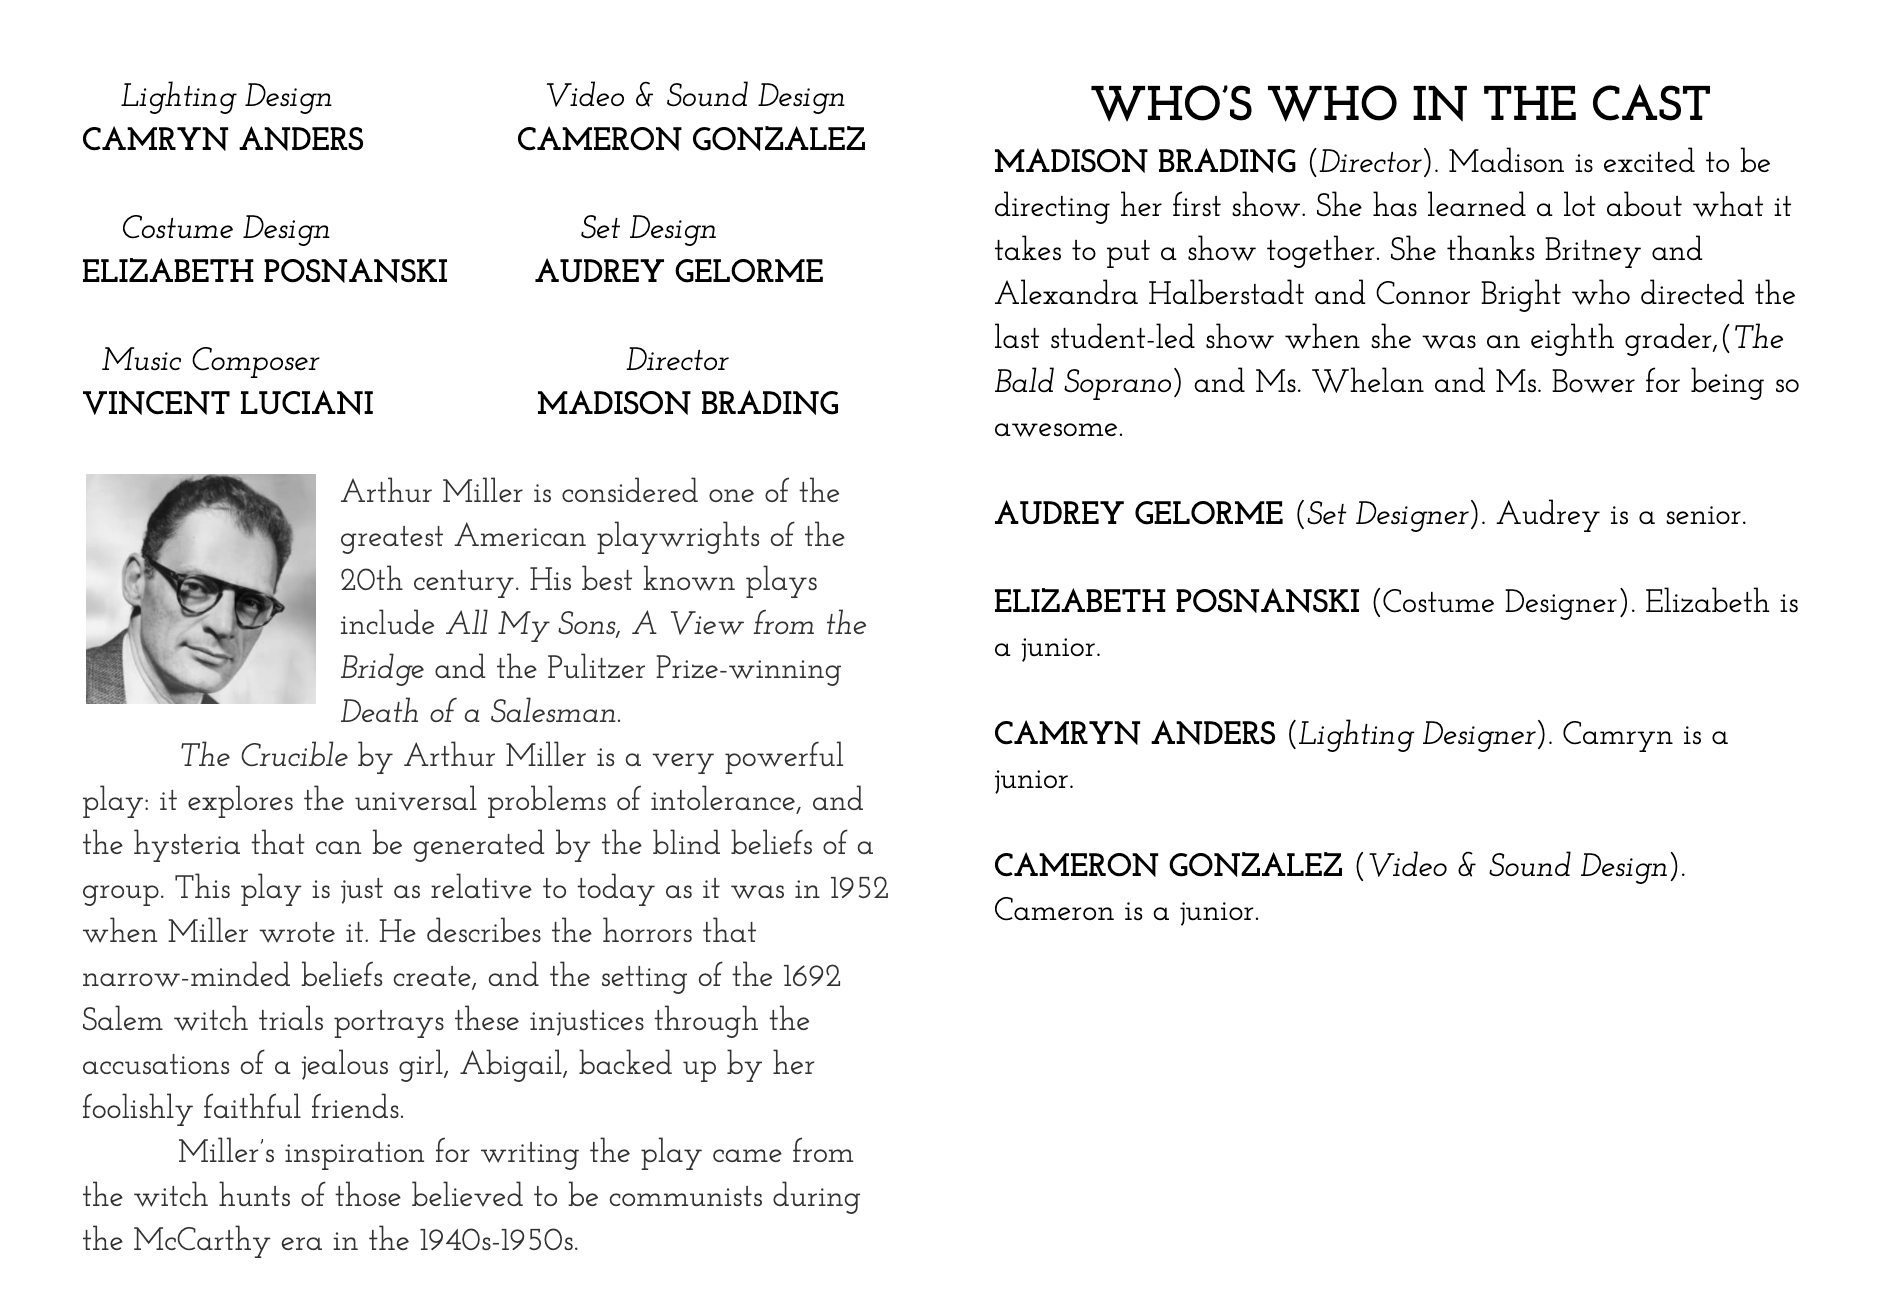 Lighting Design
CAMRYN ANDERS
Video & Sound Design
CAMERON GONZALEZ
Costume Design
ELIZABETH POSNANSKI
Set Design
AUDREY GELORME
Music Composer
VINCENT LUCIANI
Director
MADISON BRADING
Arthur Miller is considered one of the
greatest American playwrights of the
20th century. His best known plays
include All My Sons, A View from the
Bridge and the Pulitzer Prize-winning
Death of a Salesman.
The Crucible by Arthur Miller is a very powerful
play: it explores the universal problems of intolerance, and
the hysteria that can be generated by the blind beliefs of a
group. This play is just as relative to today as it was in 1952
when Miller wrote it. He describes the horrors that
narrow-minded beliefs create, and the setting of the 1692
Salem witch trials portrays these injustices through the
accusations of a jealous girl, Abigail, backed up by her
foolishly faithful friends.
Miller's inspiration for writing the play came from
the witch hunts of those believed to be communists during
the McCarthy era in the 1940s-1950s.
WHO'S WHO IN THE CAST
MADISON BRADING (Director). Madison is excited to be
directing her first show. She has learned a lot about what it
takes to put a show together. She thanks Britney and
Alexandra Halberstadt and Connor Bright who directed the
last student-led show when she was an eighth grader,(The
Bald Soprano) and Ms. Whelan and Ms. Bower for being so
awesome.
AUDREY GELORME (Set Designer). Audrey is a senior.
ELIZABETH POSNANSKI (Costume Designer). Elizabeth is
a junior.
CAMRYN ANDERS (Lighting Designer). Camryn is a
junior.
CAMERON GONZALEZ (Video & Sound Design).
Cameron is a junior.